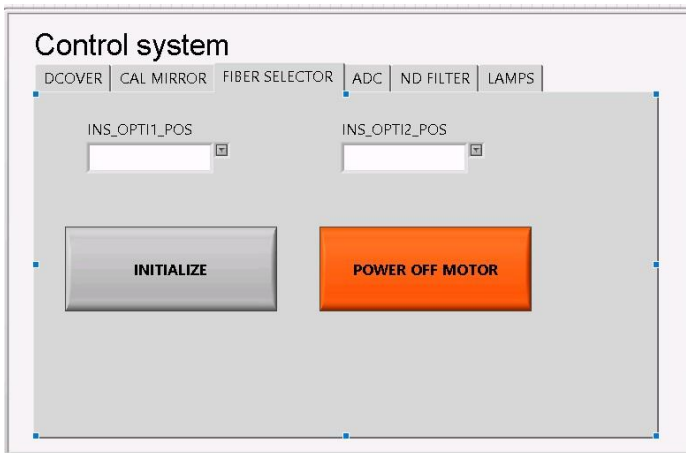 Control system
DCOVER CAL MIRROR FIBER SELECTOR ADC ND FILTER LAMPS
INS_OPTI1_POS INS_OPTI2_POS
INITIALIZE POWER OFF MOTOR